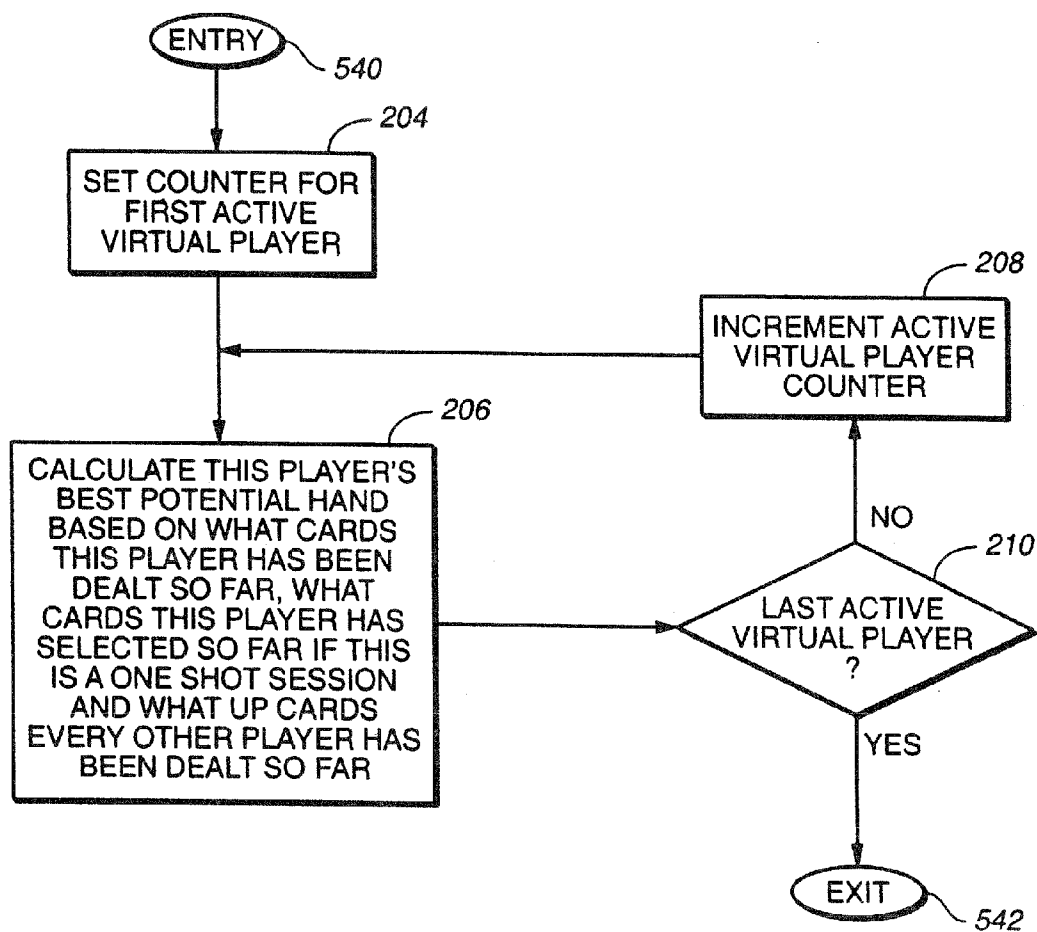 ENTRY
540
204
SET COUNTER FOR
FIRST ACTIVE
VIRTUAL PLAYER
208
INCREMENT ACTIVE
VIRTUAL PLAYER
COUNTER
206
CALCULATE THIS PLAYER'S
BEST POTENTIAL HAND
BASED ON WHAT CARDS
THIS PLAYER HAS BEEN
DEALT SO FAR, WHAT
CARDS THIS PLAYER HAS
SELECTED SO FAR IF THIS
IS A ONE SHOT SESSION
AND WHAT UP CARDS
EVERY OTHER PLAYER HAS
BEEN DEALT SO FAR
NO
210
LAST ACTIVE
VIRTUAL PLAYER
?
YES
EXIT
542